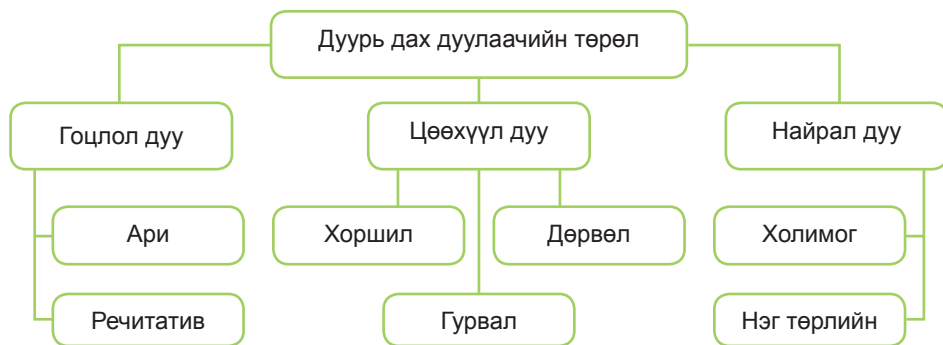 Дуурь дах дуулаачийн төрөл
Гоцлол дуу
Цөөхүүл дуу
Найрал дуу
Ари
Хоршил
Дөрвөл
Холимог
Речитатив
Гурвал
Нэг төрлийн